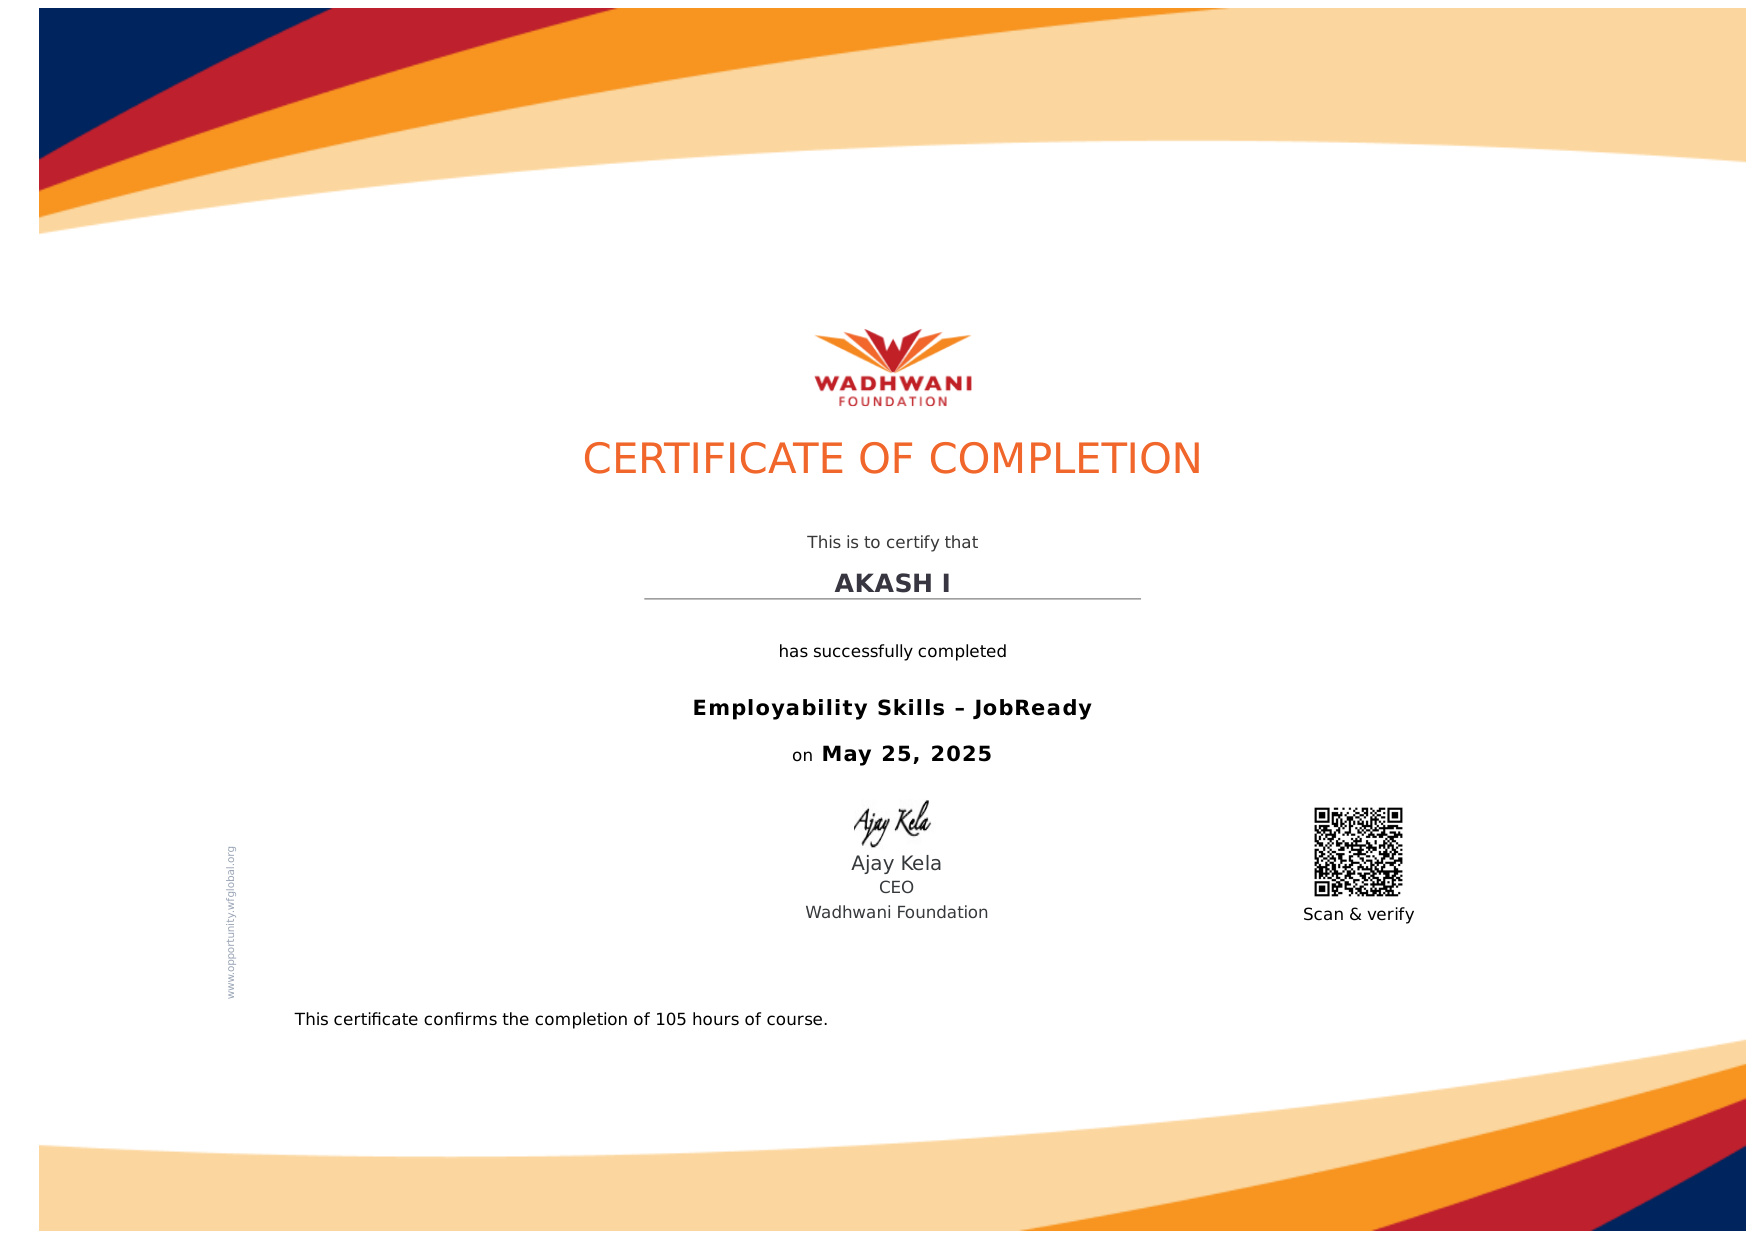 WADHWANI
FOUNDATION
CERTIFICATE OF COMPLETION
This is to certify that
AKASH I
has successfully completed
Employability Skills – JobReady
on May 25, 2025
Ajay Kela
Ajay Kela
CEO
Wadhwani Foundation
Scan & verify
www.opportunity.wfglobal.org
This certificate confirms the completion of 105 hours of course.